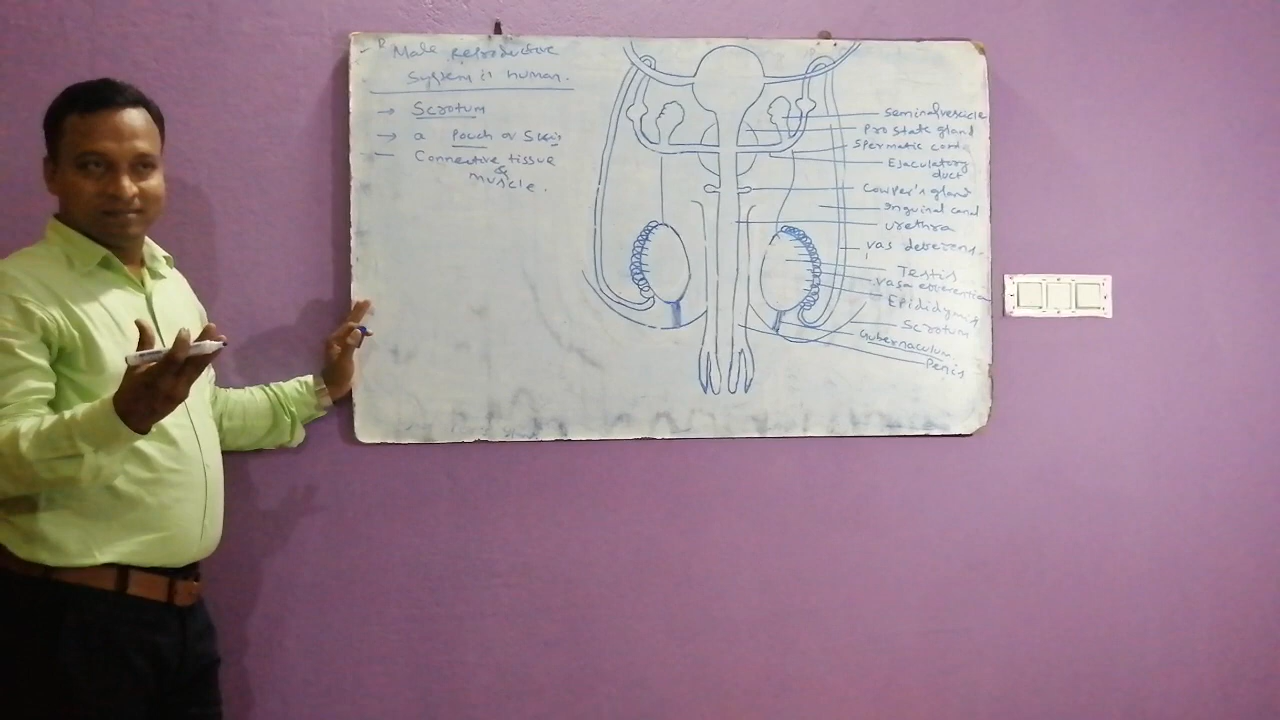 Male Reproductive
System in human.
→ Scrotum
→ a Pouch of Skin
— Connective tissue
&
muscle.
Seminal vesicle
Prostate gland
Spermatic cord
Ejaculatory
duct
Cowper's gland
Inguinal canal
urethra
vas deferens
Testis
vasa efferentia
Epididymis
Scrotum
Gubernaculum
Penis